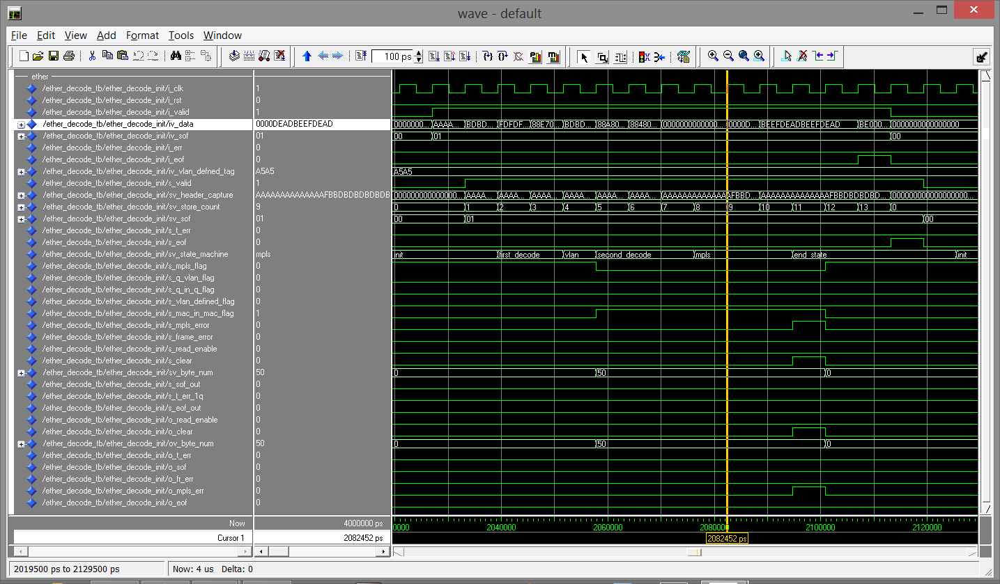 wave - default
File Edit View Add Format Tools Window
100 ps
ether
/ether_decode_tb/ether_decode_init/i_clk 1
/ether_decode_tb/ether_decode_init/i_rst 0
/ether_decode_tb/ether_decode_init/i_valid 1
/ether_decode_tb/ether_decode_init/iv_data 0000DEADBEEFDEAD 0000000... AAAA... BDBD... FDFDF... 88E70... BDBD... 88A80... 88480... 0000000000000... 0000D... BEEFDEADBEEFDEAD BE000... 0000000000000000
/ether_decode_tb/ether_decode_init/iv_sof 01 00 01 00
/ether_decode_tb/ether_decode_init/i_err 0
/ether_decode_tb/ether_decode_init/i_eof 0
/ether_decode_tb/ether_decode_init/iv_vlan_defned_tag A5A5 A5A5
/ether_decode_tb/ether_decode_init/s_valid 1
/ether_decode_tb/ether_decode_init/sv_header_capture
/ether_decode_tb/ether_decode_init/sv_store_count 9 0 1 2 3 4 5 6 7 8 9 10 11 12 13 0
/ether_decode_tb/ether_decode_init/sv_sof 01 00 01 00
/ether_decode_tb/ether_decode_init/s_t_err 0
/ether_decode_tb/ether_decode_init/s_eof 0
/ether_decode_tb/ether_decode_init/sv_state_machine mpls init first_decode vlan second_decode mpls end_state init
/ether_decode_tb/ether_decode_init/s_mpls_flag 0
/ether_decode_tb/ether_decode_init/s_q_vlan_flag 0
/ether_decode_tb/ether_decode_init/s_q_in_q_flag 0
/ether_decode_tb/ether_decode_init/s_vlan_defined_flag 0
/ether_decode_tb/ether_decode_init/s_mac_in_mac_flag 1
/ether_decode_tb/ether_decode_init/s_mpls_error 0
/ether_decode_tb/ether_decode_init/s_frame_error 0
/ether_decode_tb/ether_decode_init/s_read_enable 0
/ether_decode_tb/ether_decode_init/s_clear 0
/ether_decode_tb/ether_decode_init/sv_byte_num 50 0 50 0
/ether_decode_tb/ether_decode_init/s_sof_out 0
/ether_decode_tb/ether_decode_init/s_t_err_1q 0
/ether_decode_tb/ether_decode_init/s_eof_out 0
/ether_decode_tb/ether_decode_init/o_read_enable 0
/ether_decode_tb/ether_decode_init/o_clear 0
/ether_decode_tb/ether_decode_init/ov_byte_num 50 0 50 0
/ether_decode_tb/ether_decode_init/o_t_err 0
/ether_decode_tb/ether_decode_init/o_sof 0
/ether_decode_tb/ether_decode_init/o_fr_err 0
/ether_decode_tb/ether_decode_init/o_mpls_err 0
/ether_decode_tb/ether_decode_init/o_eof 0
Now 4000000 ps 0000 2040000 2060000 2080000 2100000 2120000
Cursor 1 2082452 ps 2082452 ps
2019500 ps to 2129500 ps Now: 4 us Delta: 0